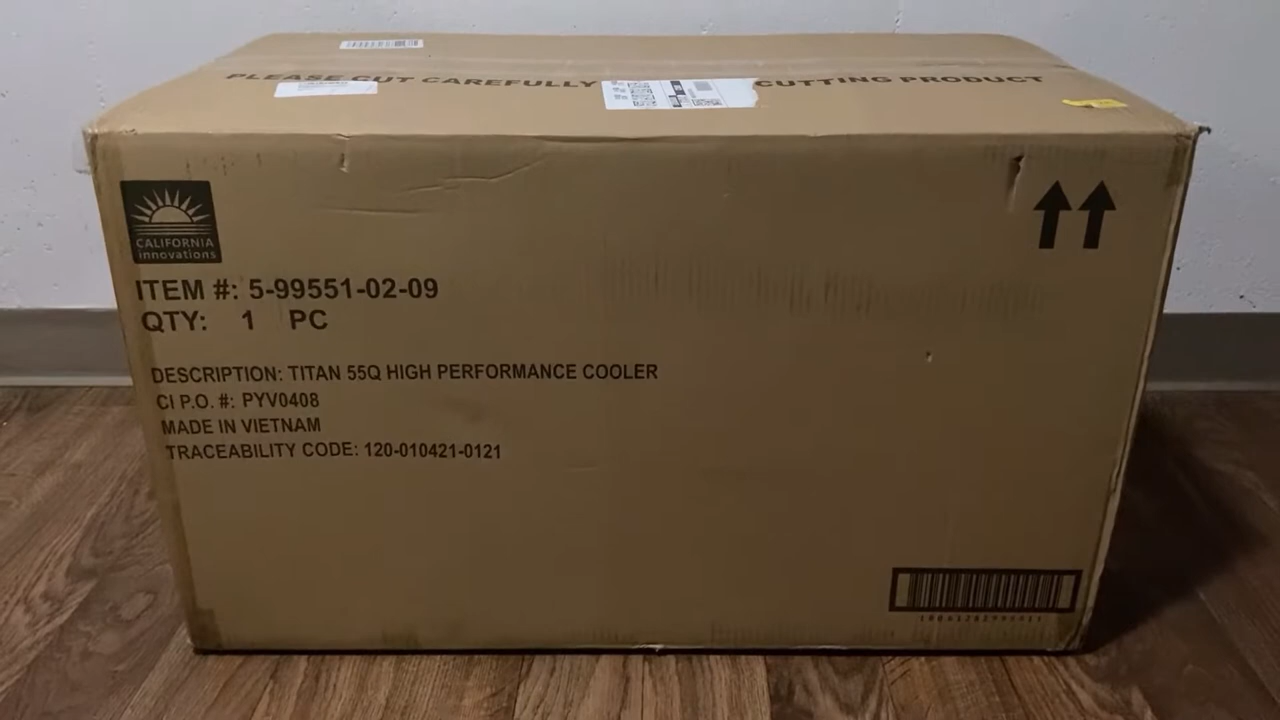 PLEASE CUT CAREFULLY CUTTING PRODUCT
CALIFORNIA
innovations
ITEM #: 5-99551-02-09
QTY: 1 PC
DESCRIPTION: TITAN 55Q HIGH PERFORMANCE COOLER
CI P.O. #: PYV0408
MADE IN VIETNAM
TRACEABILITY CODE: 120-010421-0121